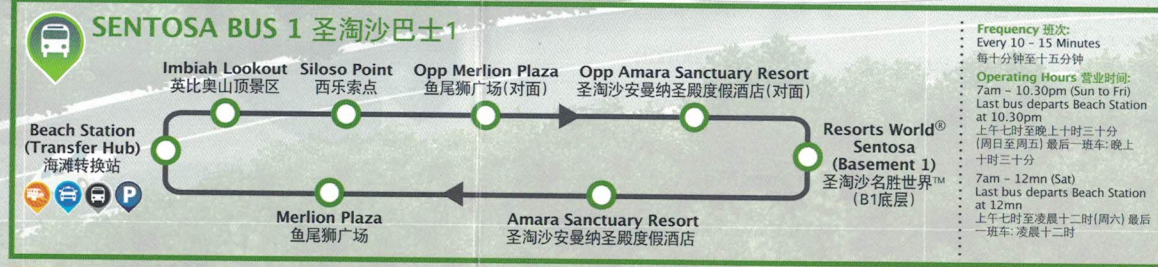 SENTOSA BUS 1 圣淘沙巴士1
Imbiah Lookout
英比奥山顶景区
Siloso Point
西乐索点
Opp Merlion Plaza
鱼尾狮广场(对面)
Opp Amara Sanctuary Resort
圣淘沙安曼纳圣殿度假酒店(对面)
Beach Station
(Transfer Hub)
海滩转换站
P
Resorts World®
Sentosa
(Basement 1)
圣淘沙名胜世界™
(B1底层)
Merlion Plaza
鱼尾狮广场
Amara Sanctuary Resort
圣淘沙安曼纳圣殿度假酒店
Frequency 班次:
Every 10 - 15 Minutes
每十分钟至十五分钟
Operating Hours 营业时间:
7am - 10.30pm (Sun to Fri)
Last bus departs Beach Station
at 10.30pm
上午七时至晚上十时三十分
(周日至周五) 最后一班车: 晚上
十时三十分
7am - 12mn (Sat)
Last bus departs Beach Station
at 12mn
上午七时至凌晨十二时(周六) 最后
一班车: 凌晨十二时